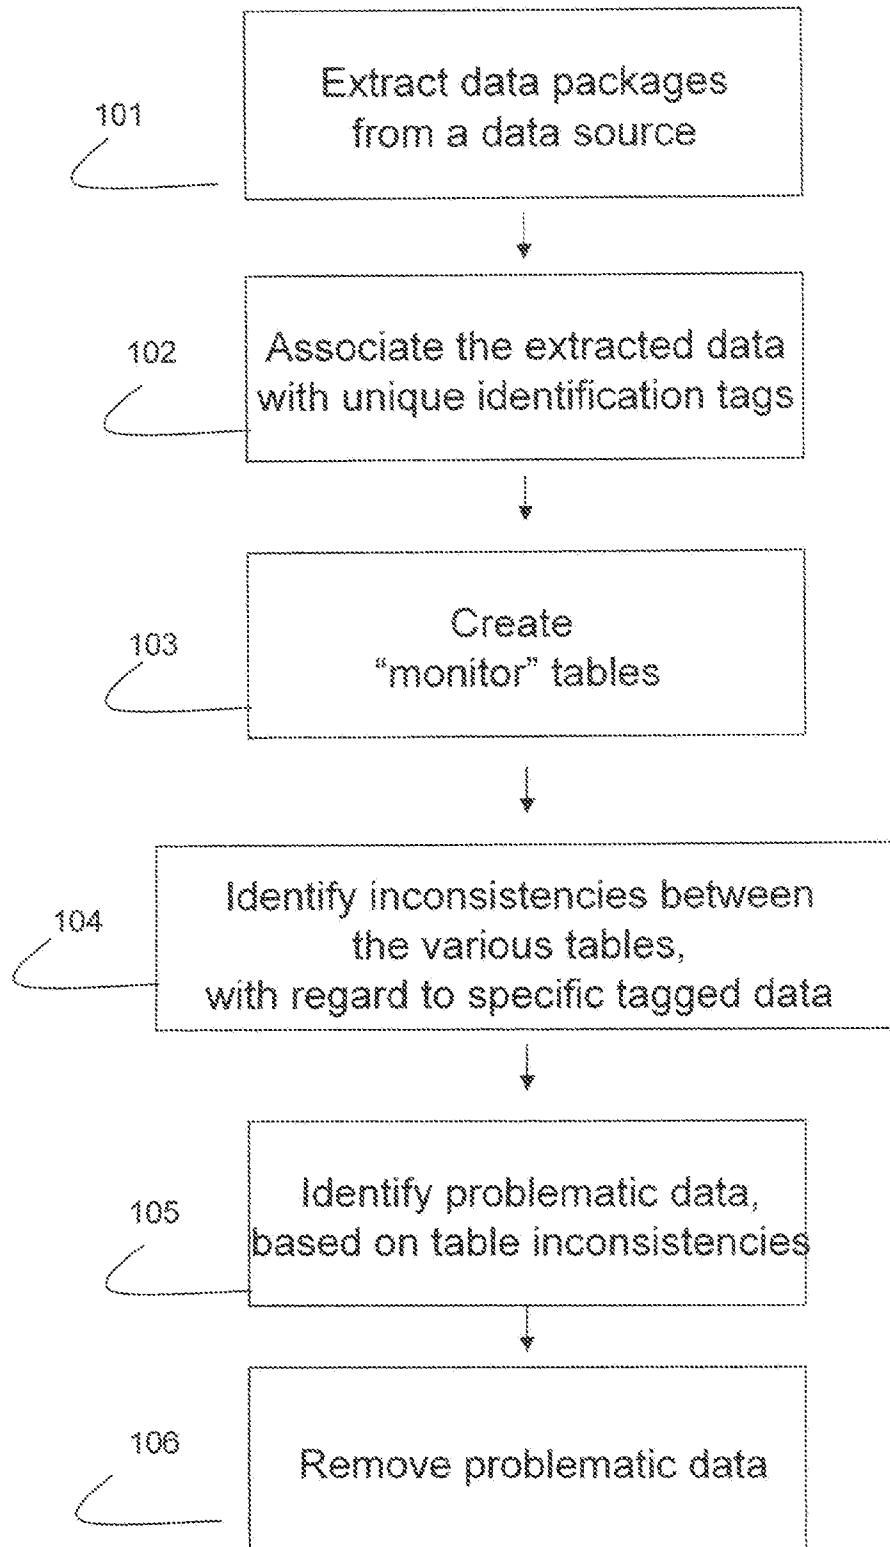 101
Extract data packages
from a data source
102
Associate the extracted data
with unique identification tags
103
Create
“monitor” tables
104
Identify inconsistencies between
the various tables,
with regard to specific tagged data
105
Identify problematic data,
based on table inconsistencies
106
Remove problematic data